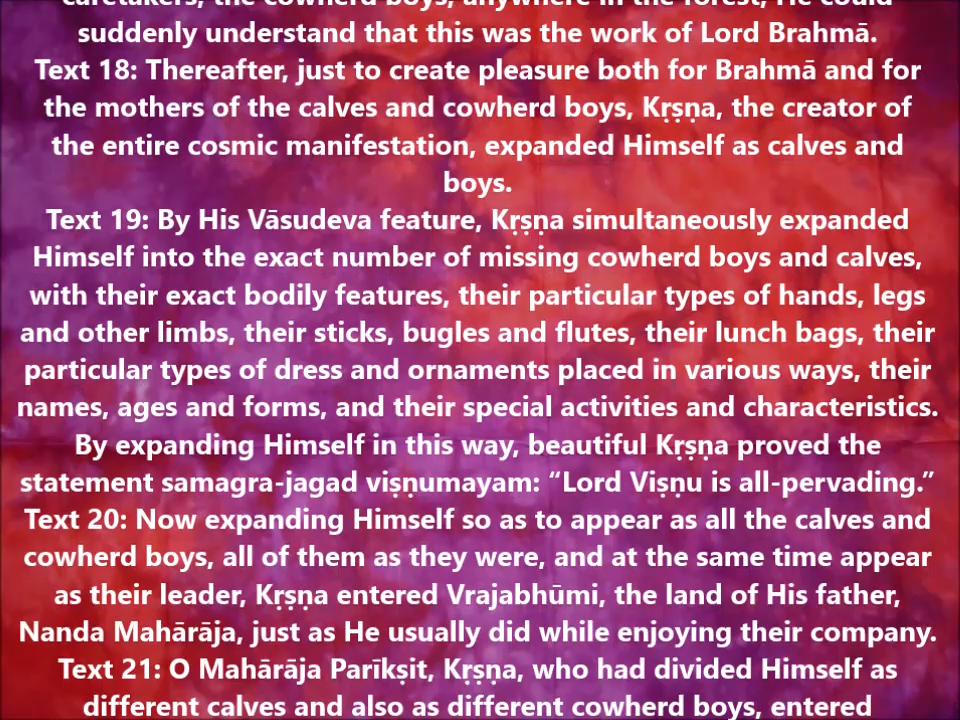 caretakers, the cowherd boys, anywhere in the forest, He could
suddenly understand that this was the work of Lord Brahmā.
Text 18: Thereafter, just to create pleasure both for Brahmā and for
the mothers of the calves and cowherd boys, Kṛṣṇa, the creator of
the entire cosmic manifestation, expanded Himself as calves and
boys.
Text 19: By His Vāsudeva feature, Kṛṣṇa simultaneously expanded
Himself into the exact number of missing cowherd boys and calves,
with their exact bodily features, their particular types of hands, legs
and other limbs, their sticks, bugles and flutes, their lunch bags, their
particular types of dress and ornaments placed in various ways, their
names, ages and forms, and their special activities and characteristics.
By expanding Himself in this way, beautiful Kṛṣṇa proved the
statement samagra-jagad viṣṇumayam: “Lord Viṣṇu is all-pervading.”
Text 20: Now expanding Himself so as to appear as all the calves and
cowherd boys, all of them as they were, and at the same time appear
as their leader, Kṛṣṇa entered Vrajabhūmi, the land of His father,
Nanda Mahārāja, just as He usually did while enjoying their company.
Text 21: O Mahārāja Parīkṣit, Kṛṣṇa, who had divided Himself as
different calves and also as different cowherd boys, entered